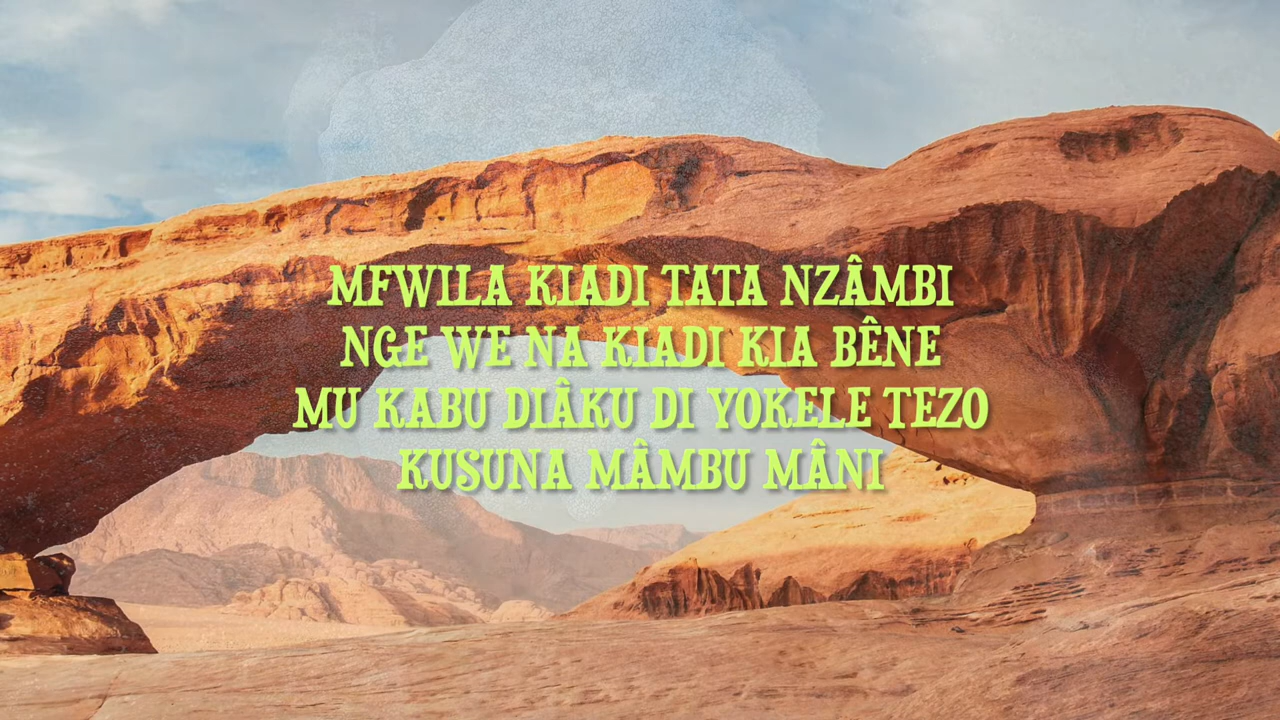 MFWILA KIADI TATA NZÂMBI
NGE WE NA KIADI KIA BÊNE
MU KABU DIÂKU DI YOKELE TEZO
KUSUNA MÂMBU MÂNI